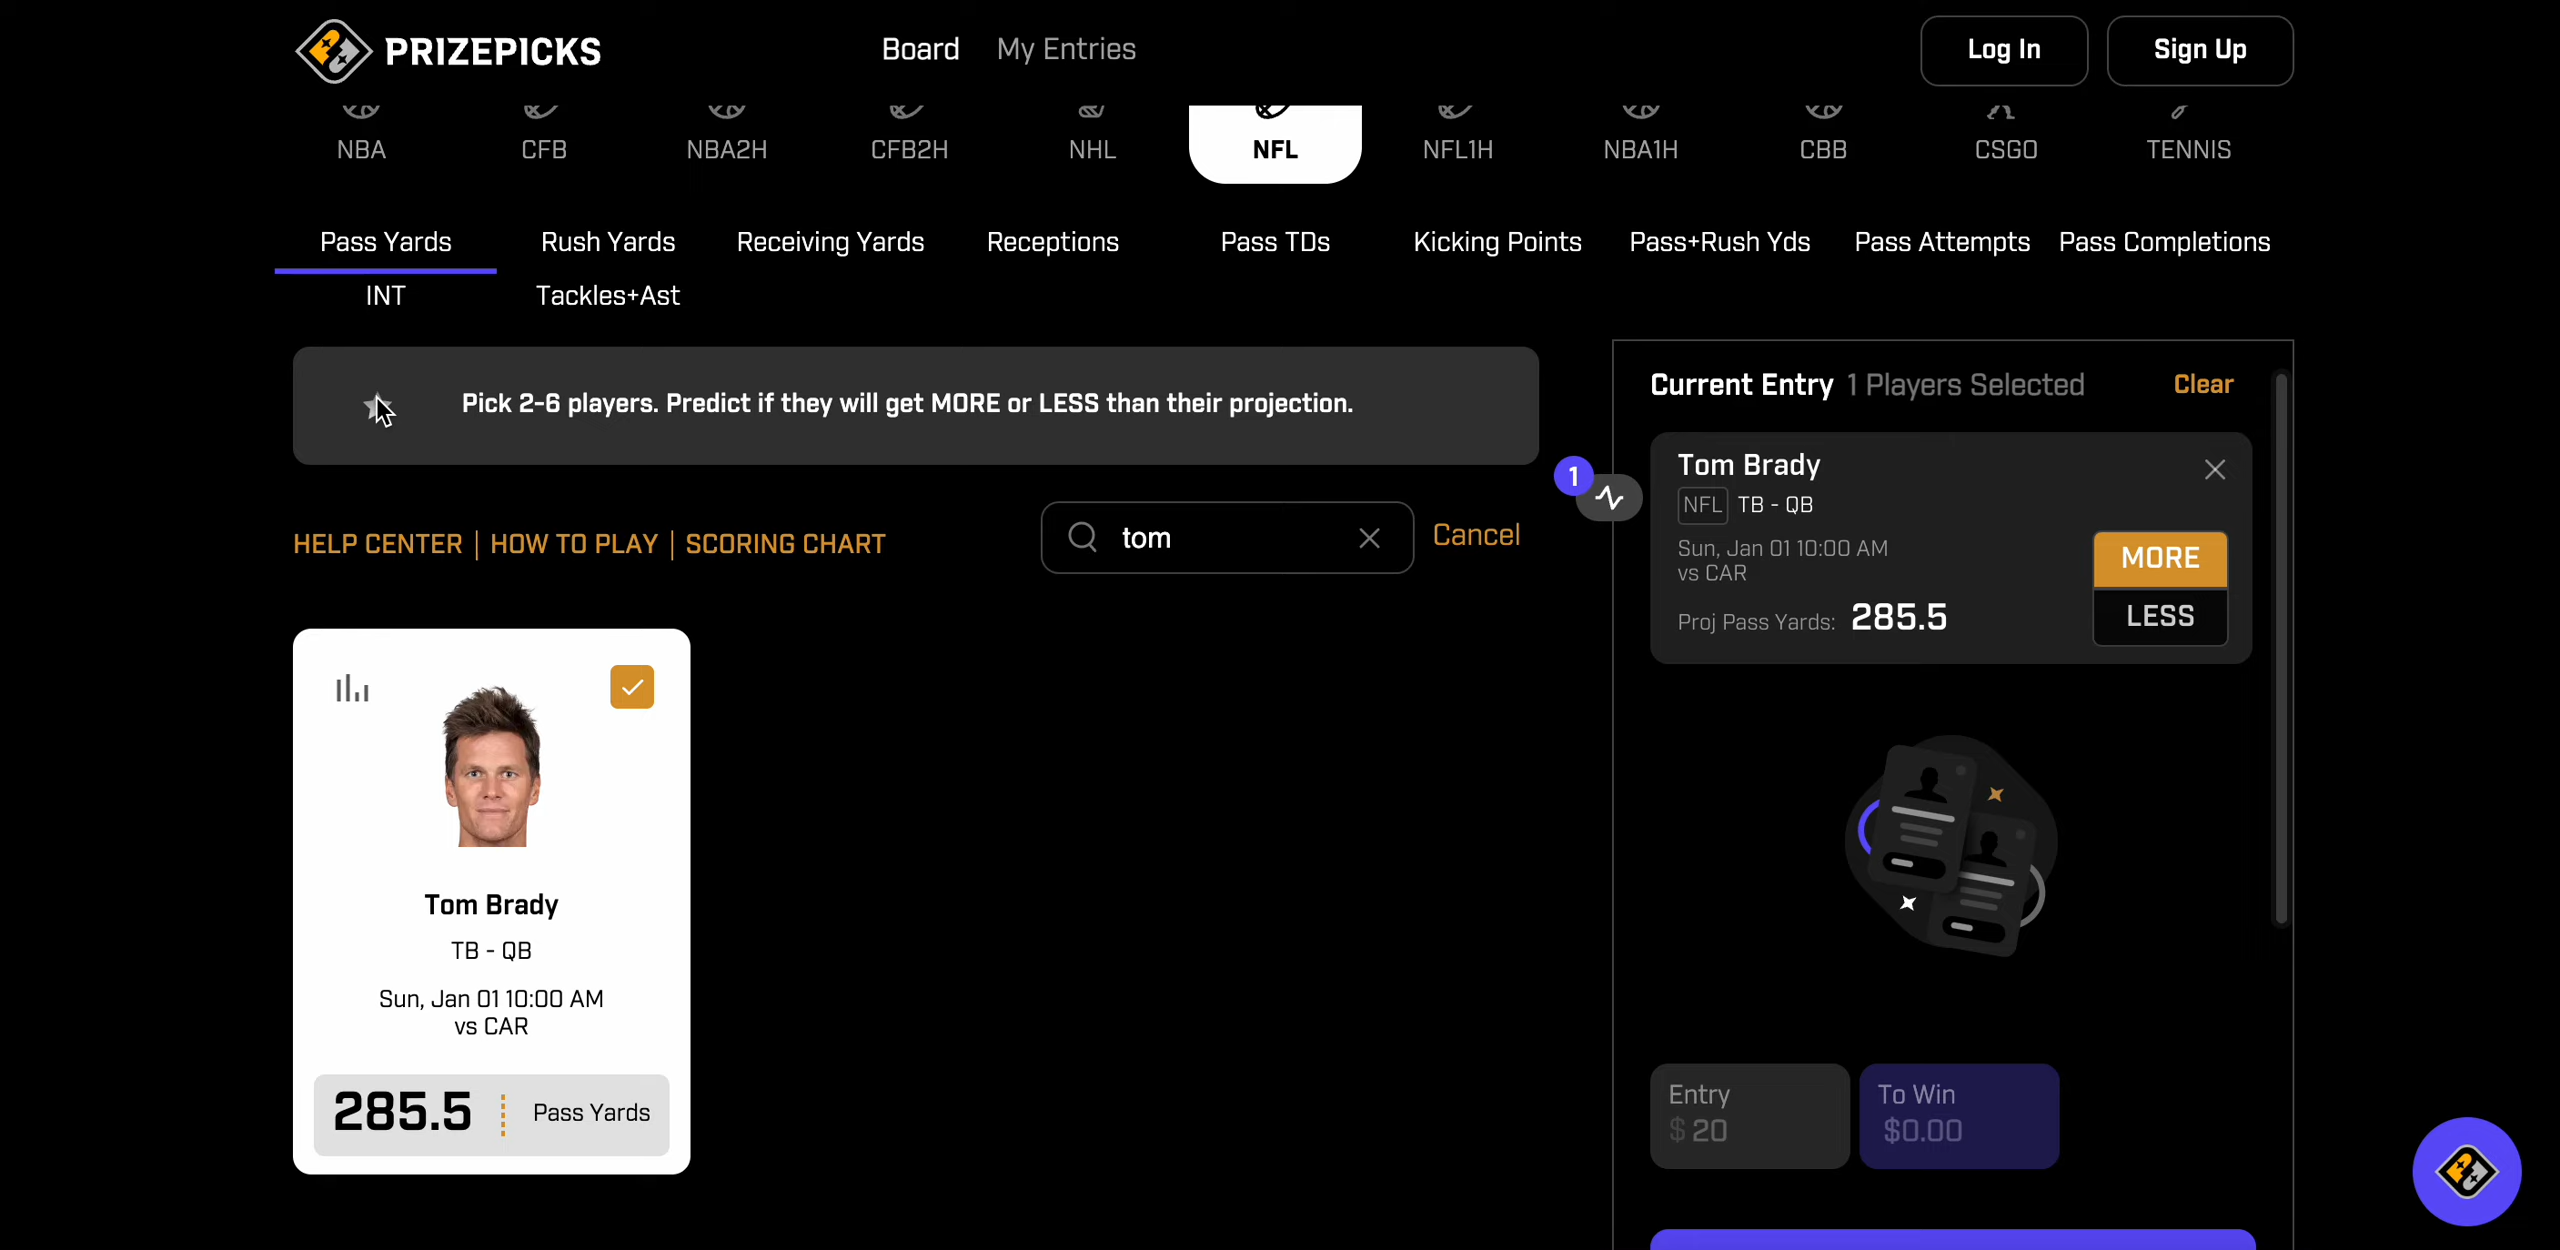 PRIZEPICKS
Board My Entries
Log In Sign Up
NBA CFB NBA2H CFB2H NHL NFL NFL1H NBA1H CBB CSGO TENNIS
Pass Yards Rush Yards Receiving Yards Receptions Pass TDs Kicking Points Pass+Rush Yds Pass Attempts Pass Completions
INT Tackles+Ast
Pick 2-6 players. Predict if they will get MORE or LESS than their projection.
HELP CENTER | HOW TO PLAY | SCORING CHART
tom
Cancel
Tom Brady
TB - QB
Sun, Jan 01 10:00 AM
vs CAR
285.5 Pass Yards
Current Entry 1 Players Selected Clear
1
Tom Brady
NFL TB - QB
Sun, Jan 01 10:00 AM
vs CAR
Proj Pass Yards: 285.5
MORE
LESS
Entry
$ 20
To Win
$0.00